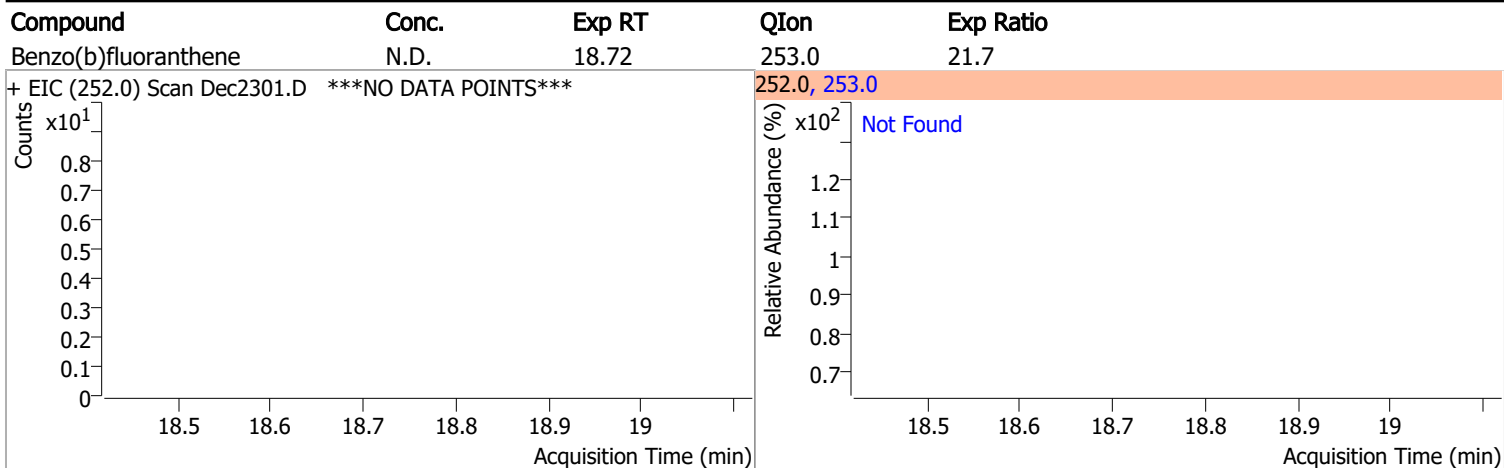 Compound Conc. Exp RT QIon Exp Ratio
Benzo(b)fluoranthene N.D. 18.72 253.0 21.7
+ EIC (252.0) Scan Dec2301.D ***NO DATA POINTS***
Counts
x10¹
0.8
0.7
0.6
0.5
0.4
0.3
0.2
0.1
0
18.5 18.6 18.7 18.8 18.9 19
Acquisition Time (min)
252.0, 253.0
Relative Abundance (%)
x10²
Not Found
1.2
1.1
1
0.9
0.8
0.7
18.5 18.6 18.7 18.8 18.9 19
Acquisition Time (min)